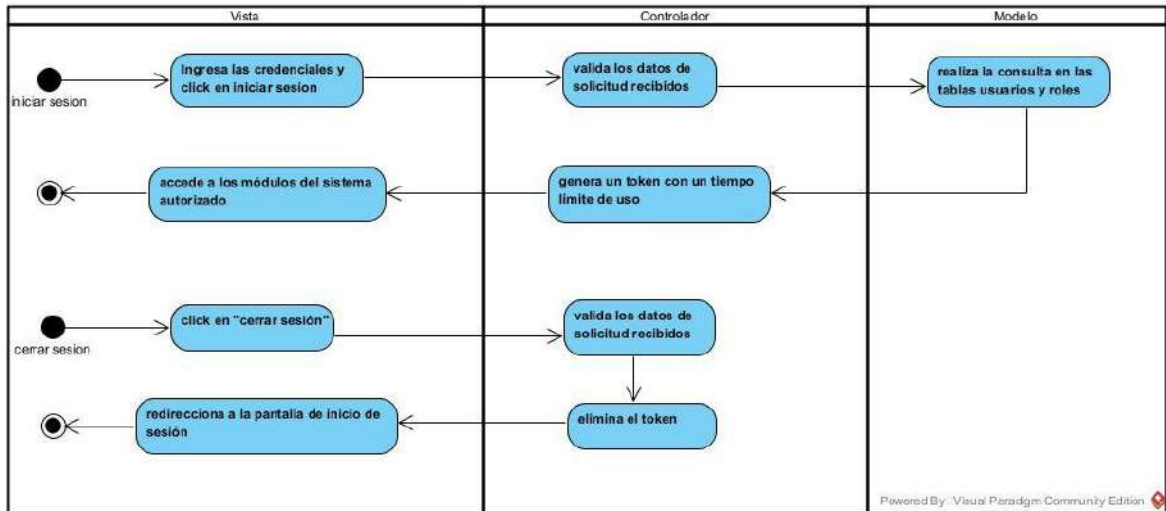 Vista
Controlador
Modelo
Ingresa las credenciales y
click en iniciar sesion
valida los datos de
solicitud recibidos
realiza la consulta en las
tablas usuarios y roles
iniciar sesion
accede a los módulos del sistema
autorizado
genera un token con un tiempo
límite de uso
click en "cerrar sesión"
valida los datos de
solicitud recibidos
cerrar sesion
redirecciona a la pantalla de inicio de
sesión
elimina el token
Powered By: Visual Paradigm Community Edition